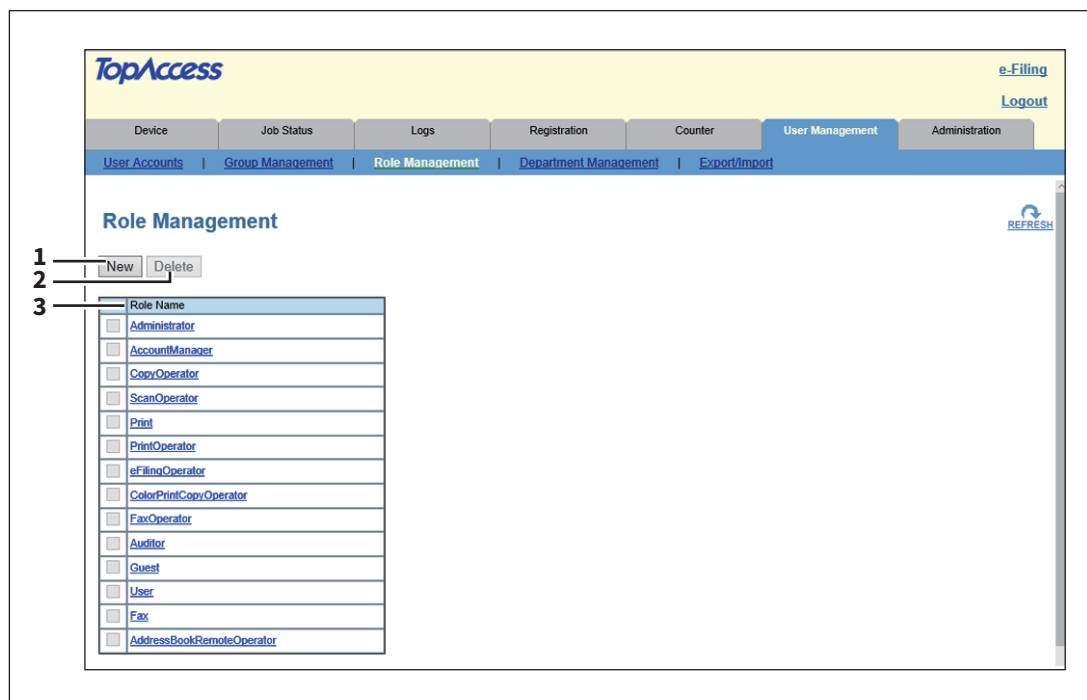 TopAccess
e-Filing
Logout
Device Job Status Logs Registration Counter User Management Administration
User Accounts | Group Management | Role Management | Department Management | Export/Import
Role Management
REFRESH
1
New Delete
2
3
Role Name
Administrator
AccountManager
CopyOperator
ScanOperator
Print
PrintOperator
eFilingOperator
ColorPrintCopyOperator
FaxOperator
Auditor
Guest
User
Fax
AddressBookRemoteOperator